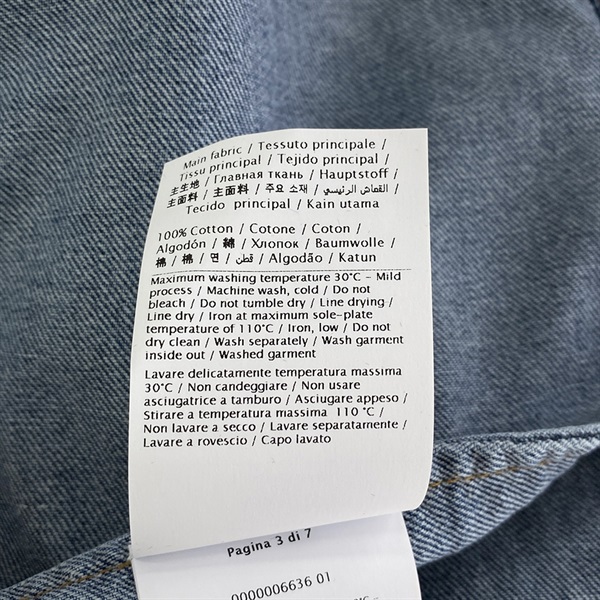 Main fabric / Tessuto principale /
Tissu principal / Tejido principal /
主生地 / Главная ткань / Hauptstoff /
主面料 / 主面料 / 주요 소재 / القماش الرئيسي /
Tecido principal / Kain utama
100% Cotton / Cotone / Coton /
Algodón / 綿 / Хлопок / Baumwolle /
棉 / 棉 / 면 / قطن / Algodão / Katun
Maximum washing temperature 30°C - Mild
process / Machine wash, cold / Do not
bleach / Do not tumble dry / Line drying /
Line dry / Iron at maximum sole-plate
temperature of 110°C / Iron, low / Do not
dry clean / Wash separately / Wash garment
inside out / Washed garment
Lavare delicatamente temperatura massima
30°C / Non candeggiare / Non usare
asciugatrice a tamburo / Asciugare appeso /
Stirare a temperatura massima 110 °C /
Non lavare a secco / Lavare separatamente /
Lavare a rovescio / Capo lavato
Pagina 3 di 7
0000006636 01